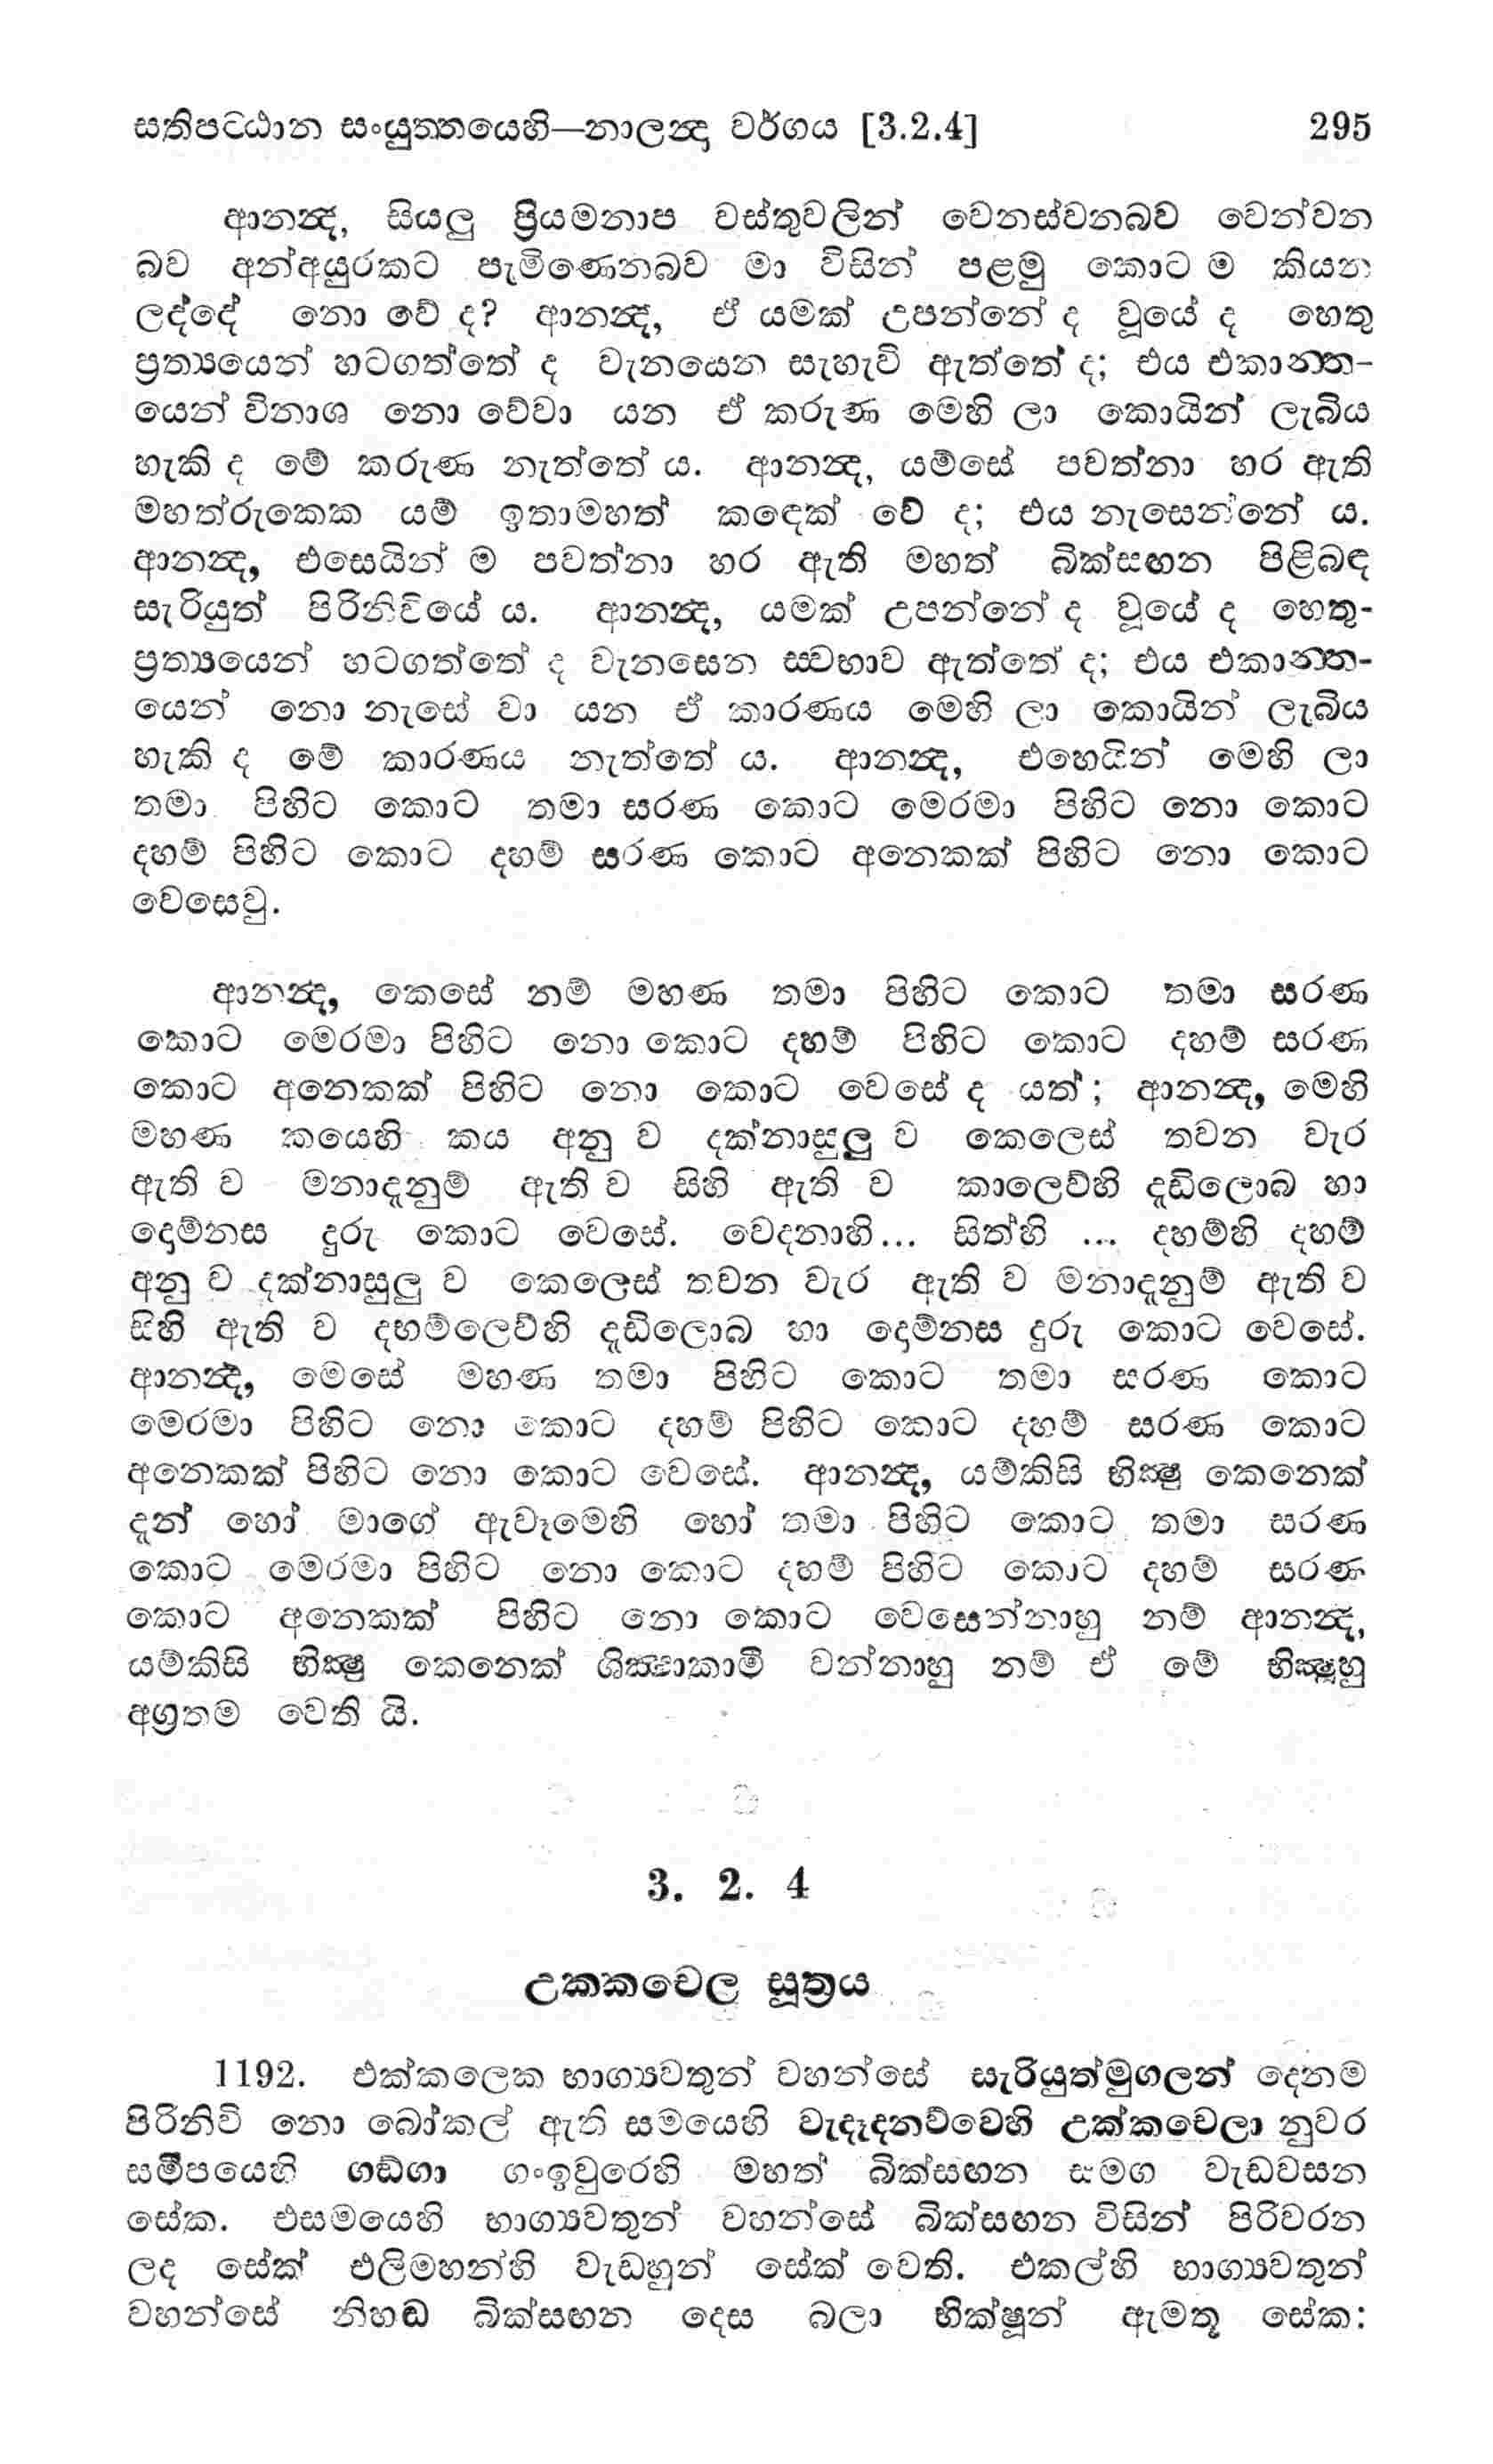 සතිපට්ඨාන සංයුත්තයෙහි—නාලන්‍දා වර්ගය [3.2.4] 295
ආනන්‍ද, සියලු ප්‍රියමනාප වස්තුවලින් වෙනස්වනබව වෙන්වන
බව අන්අයුරකට පැමිණෙනබව මා විසින් පළමු කොට ම කියන
ලද්දේ නො වේ ද? ආනන්‍ද, ඒ යමක් උපන්නේ ද වූයේ ද හෙතු
ප්‍රත්‍යයෙන් හටගත්තේ ද වැනසෙන සැහැවි ඇත්තේ ද; එය එකාන්ත-
යෙන් විනාශ නො වේවා යන ඒ කරුණ මෙහි ලා කොයින් ලැබිය
හැකි ද මේ කරුණ නැත්තේ ය. ආනන්‍ද, යම්සේ පවත්නා හර ඇති
මහත්රුකෙක යම් ඉතාමහත් කඳෙක් වේ ද; එය නැසෙන්නේ ය.
ආනන්‍ද, එසෙයින් ම පවත්නා හර ඇති මහත් බික්සඟන පිළිබඳ
සැරියුත් පිරිනිවියේ ය. ආනන්‍ද, යමක් උපන්නේ ද වූයේ ද හෙතු-
ප්‍රත්‍යයෙන් හටගත්තේ ද වැනසෙන ස්වභාව ඇත්තේ ද; එය එකාන්ත-
යෙන් නො නැසේ වා යන ඒ කාරණය මෙහි ලා කොයින් ලැබිය
හැකි ද මේ කාරණය නැත්තේ ය. ආනන්‍ද, එහෙයින් මෙහි ලා
තමා පිහිට කොට තමා සරණ කොට මෙරමා පිහිට නො කොට
දහම් පිහිට කොට දහම් සරණ කොට අනෙකක් පිහිට නො කොට
වෙසෙවු.
ආනන්‍ද, කෙසේ නම් මහණ තමා පිහිට කොට තමා සරණ
කොට මෙරමා පිහිට නො කොට දහම් පිහිට කොට දහම් සරණ
කොට අනෙකක් පිහිට නො කොට වෙසේ ද යත්; ආනන්‍ද, මෙහි
මහණ කයෙහි කය අනු ව දක්නාසුලු ව කෙලෙස් තවන වැර
ඇති ව මනාදැනුම් ඇති ව සිහි ඇති ව කාලෙව්හි දැඩිලොබ හා
දොම්නස දුරු කොට වෙසේ. වෙදනාහි... සිත්හි ... දහම්හි දහම්
අනු ව දක්නාසුලු ව කෙලෙස් තවන වැර ඇති ව මනාදැනුම් ඇති ව
සිහි ඇති ව දහම්ලෙව්හි දැඩිලොබ හා දොම්නස දුරු කොට වෙසේ.
ආනන්‍ද, මෙසේ මහණ තමා පිහිට කොට තමා සරණ කොට
මෙරමා පිහිට නො කොට දහම් පිහිට කොට දහම් සරණ කොට
අනෙකක් පිහිට නො කොට වෙසේ. ආනන්‍ද, යම්කිසි භික්‍ෂු කෙනෙක්
දැන් හෝ මාගේ ඇවෑමෙහි හෝ තමා පිහිට කොට තමා සරණ
කොට මෙරමා පිහිට නො කොට දහම් පිහිට කොට දහම් සරණ
කොට අනෙකක් පිහිට නො කොට වෙසෙන්නාහු නම් ආනන්‍ද,
යම්කිසි භික්‍ෂු කෙනෙක් ශික්‍ෂාකාමී වන්නාහු නම් ඒ මේ භික්‍ෂූහු
අග්‍රතම වෙති යි.
3. 2. 4
උක්කචෙල සූත්‍රය
1192. එක්කලෙක භාග්‍යවතුන් වහන්සේ සැරියුත්මුගලන් දෙනම
පිරිනිවි නො බෝකල් ඇති සමයෙහි වැදෑදනව්වෙහි උක්කචෙලා නුවර
සමීපයෙහි ගඞ්ගා ගංඉවුරෙහි මහත් බික්සඟන සමග වැඩවසන
සේක. එසමයෙහි භාග්‍යවතුන් වහන්සේ බික්සඟන විසින් පිරිවරන
ලද සේක් එලිමහන්හි වැඩහුන් සේක් වෙති. එකල්හි භාග්‍යවතුන්
වහන්සේ නිහඬ බික්සඟන දෙස බලා භික්ෂූන් ඇමතූ සේක: